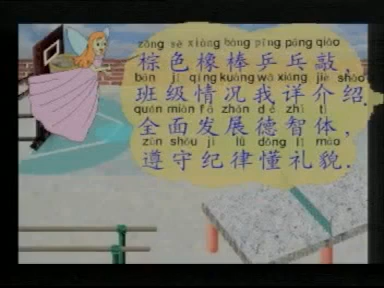 zōng sè xiàng bàng pīng pāng qiāo
棕色橡棒乒乓敲,
bān jí qíng kuàng wǒ xiáng jiè shào
班级情况我详介绍.
quán miàn fā zhǎn dé zhì tǐ
全面发展德智体,
zūn shǒu jì lǜ dǒng lǐ mào
遵守纪律懂礼貌.